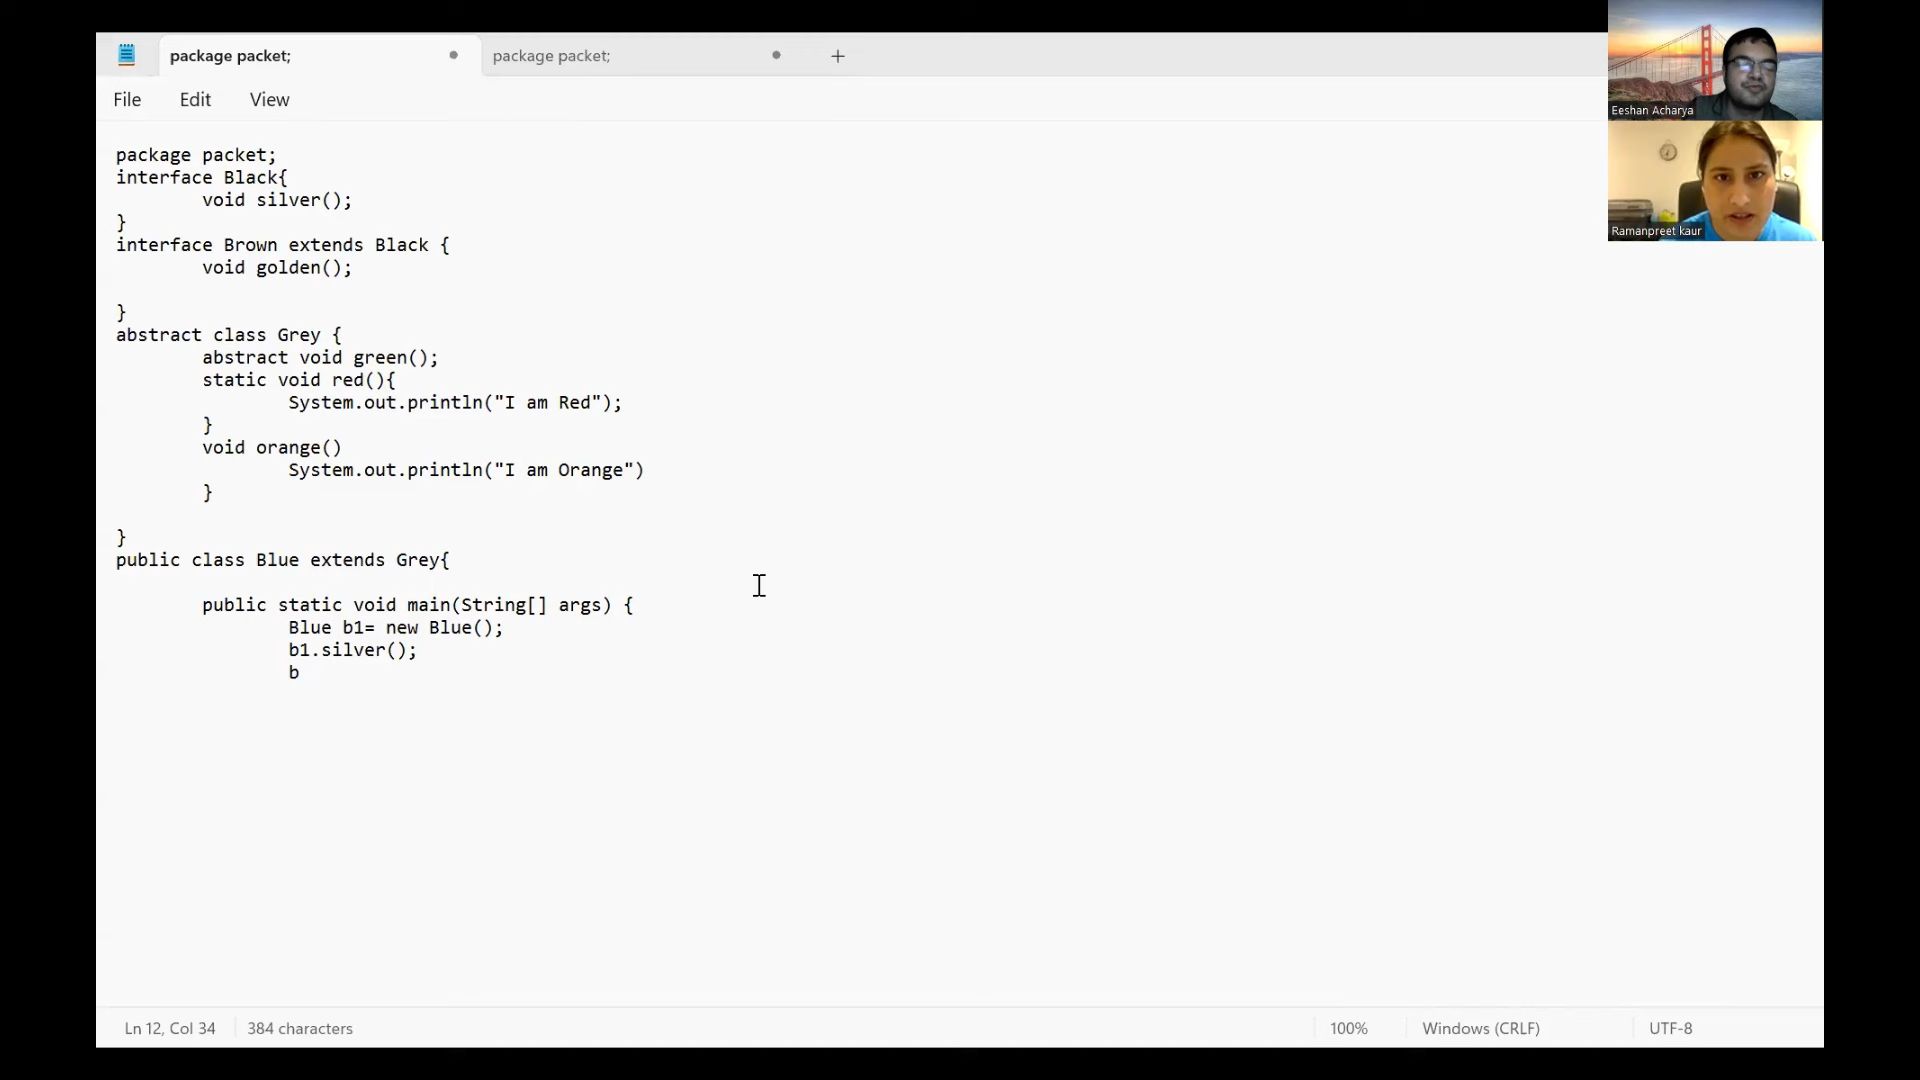 package packet;
package packet;
+
File Edit View
package packet;
interface Black{
void silver();
}
interface Brown extends Black {
void golden();
}
abstract class Grey {
abstract void green();
static void red(){
System.out.println("I am Red");
}
void orange()
System.out.println("I am Orange")
}
}
public class Blue extends Grey{
public static void main(String[] args) {
Blue b1= new Blue();
b1.silver();
b
Ln 12, Col 34 384 characters 100% Windows (CRLF) UTF-8
Eeshan Acharya
Ramanpreet kaur